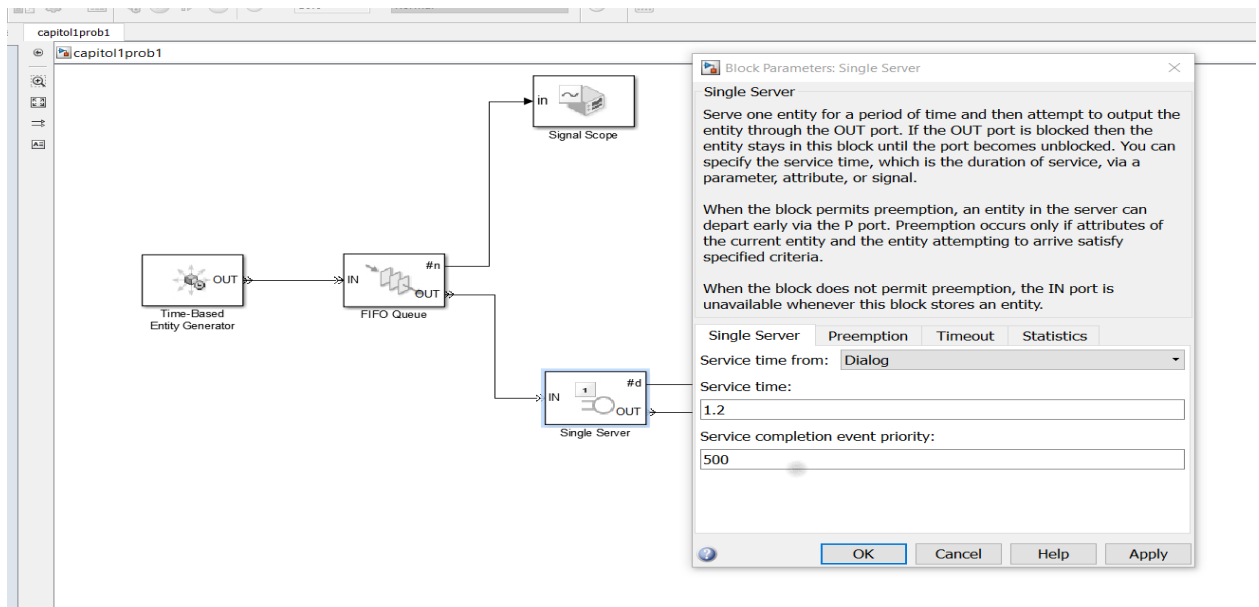 capitol1prob1
capitol1prob1
in
Signal Scope
OUT
Time-Based
Entity Generator
IN
#n
OUT
FIFO Queue
IN
1
#d
OUT
Single Server
Block Parameters: Single Server
Single Server
Serve one entity for a period of time and then attempt to output the
entity through the OUT port. If the OUT port is blocked then the
entity stays in this block until the port becomes unblocked. You can
specify the service time, which is the duration of service, via a
parameter, attribute, or signal.
When the block permits preemption, an entity in the server can
depart early via the P port. Preemption occurs only if attributes of
the current entity and the entity attempting to arrive satisfy
specified criteria.
When the block does not permit preemption, the IN port is
unavailable whenever this block stores an entity.
Single Server Preemption Timeout Statistics
Service time from: Dialog
Service time:
1.2
Service completion event priority:
500
OK Cancel Help Apply